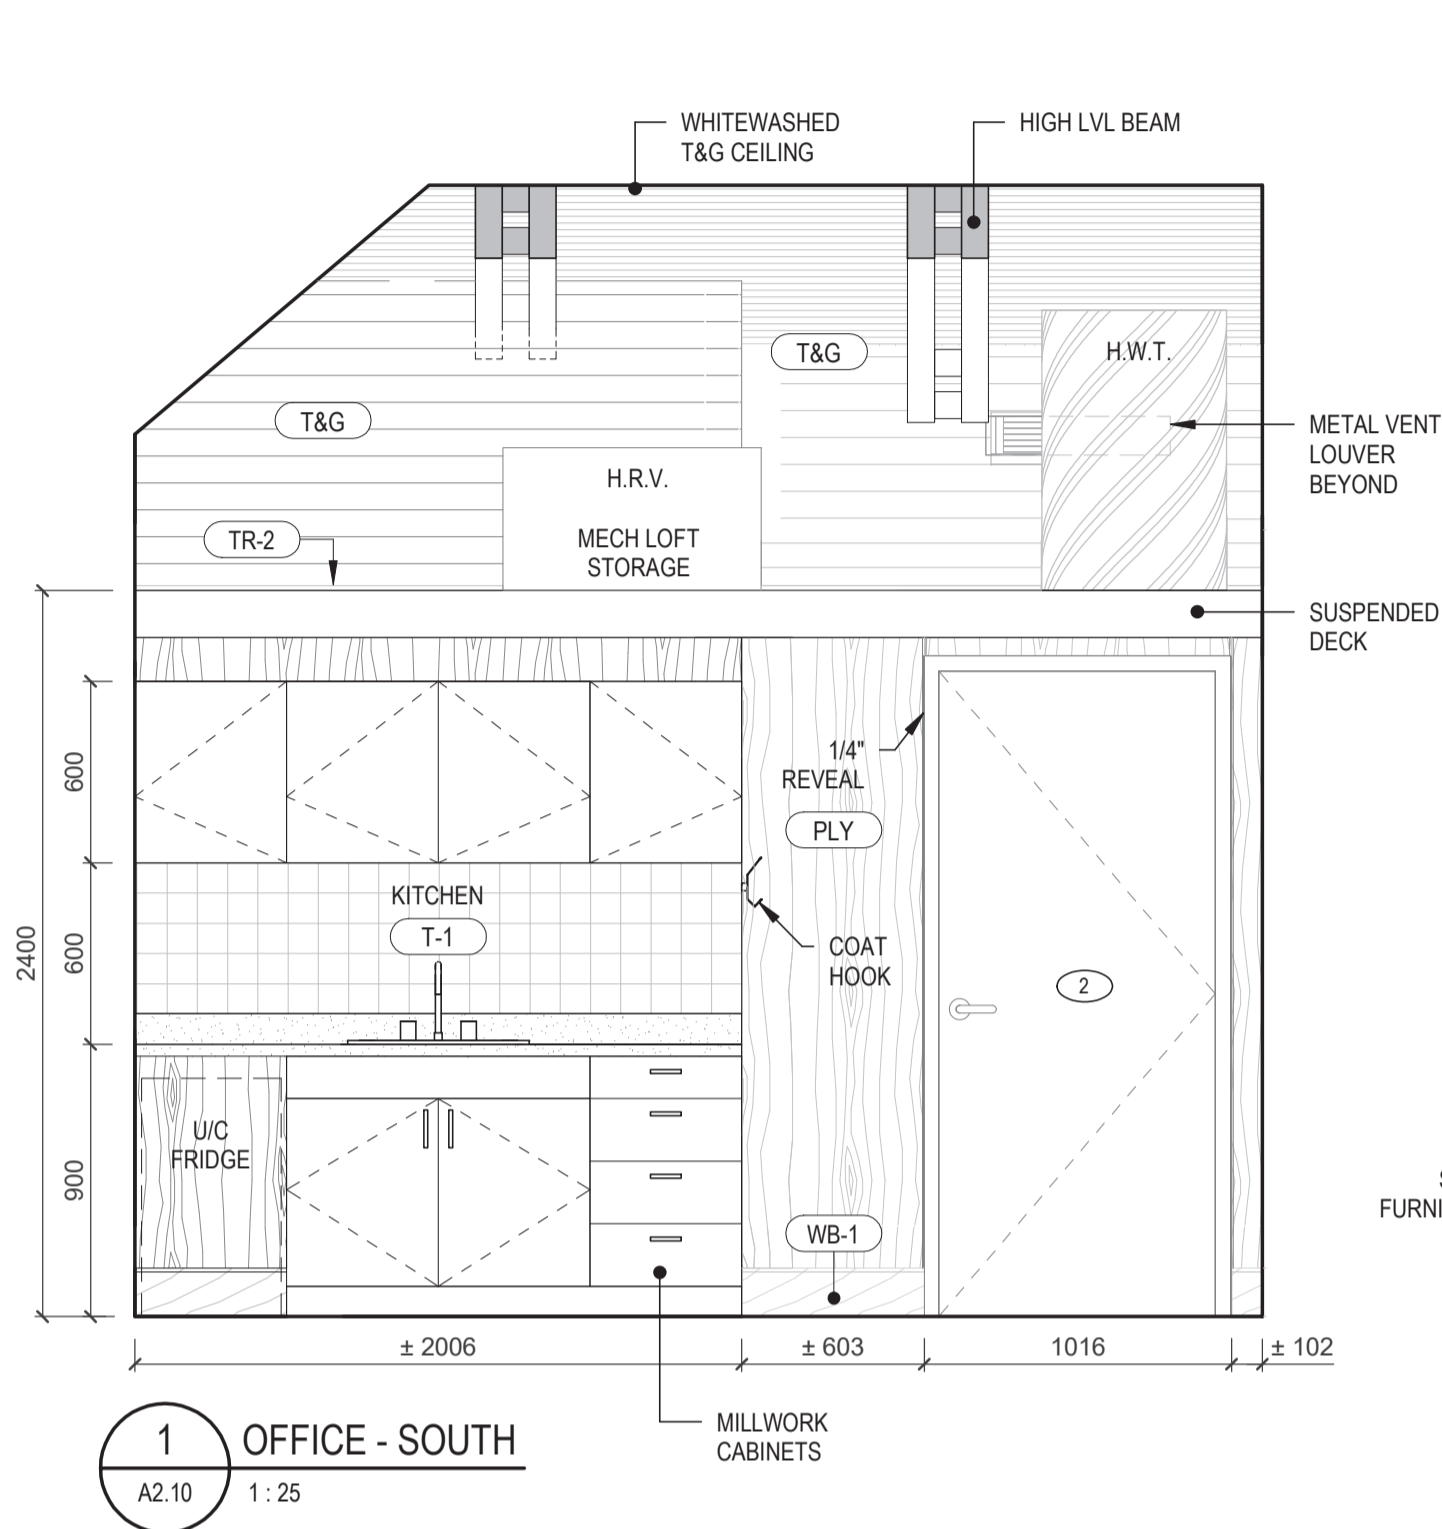 WHITEWASHED
T&G CEILING
HIGH LVL BEAM
T&G
H.W.T.
T&G
METAL VENT
LOUVER
BEYOND
H.R.V.
MECH LOFT
STORAGE
TR-2
SUSPENDED
DECK
1/4"
REVEAL
PLY
600
KITCHEN
T-1
COAT
HOOK
2400
600
2
U/C
FRIDGE
900
WB-1
FURNI
± 2006
± 603
1016
± 102
MILLWORK
CABINETS
1
OFFICE - SOUTH
A2.10
1 : 25